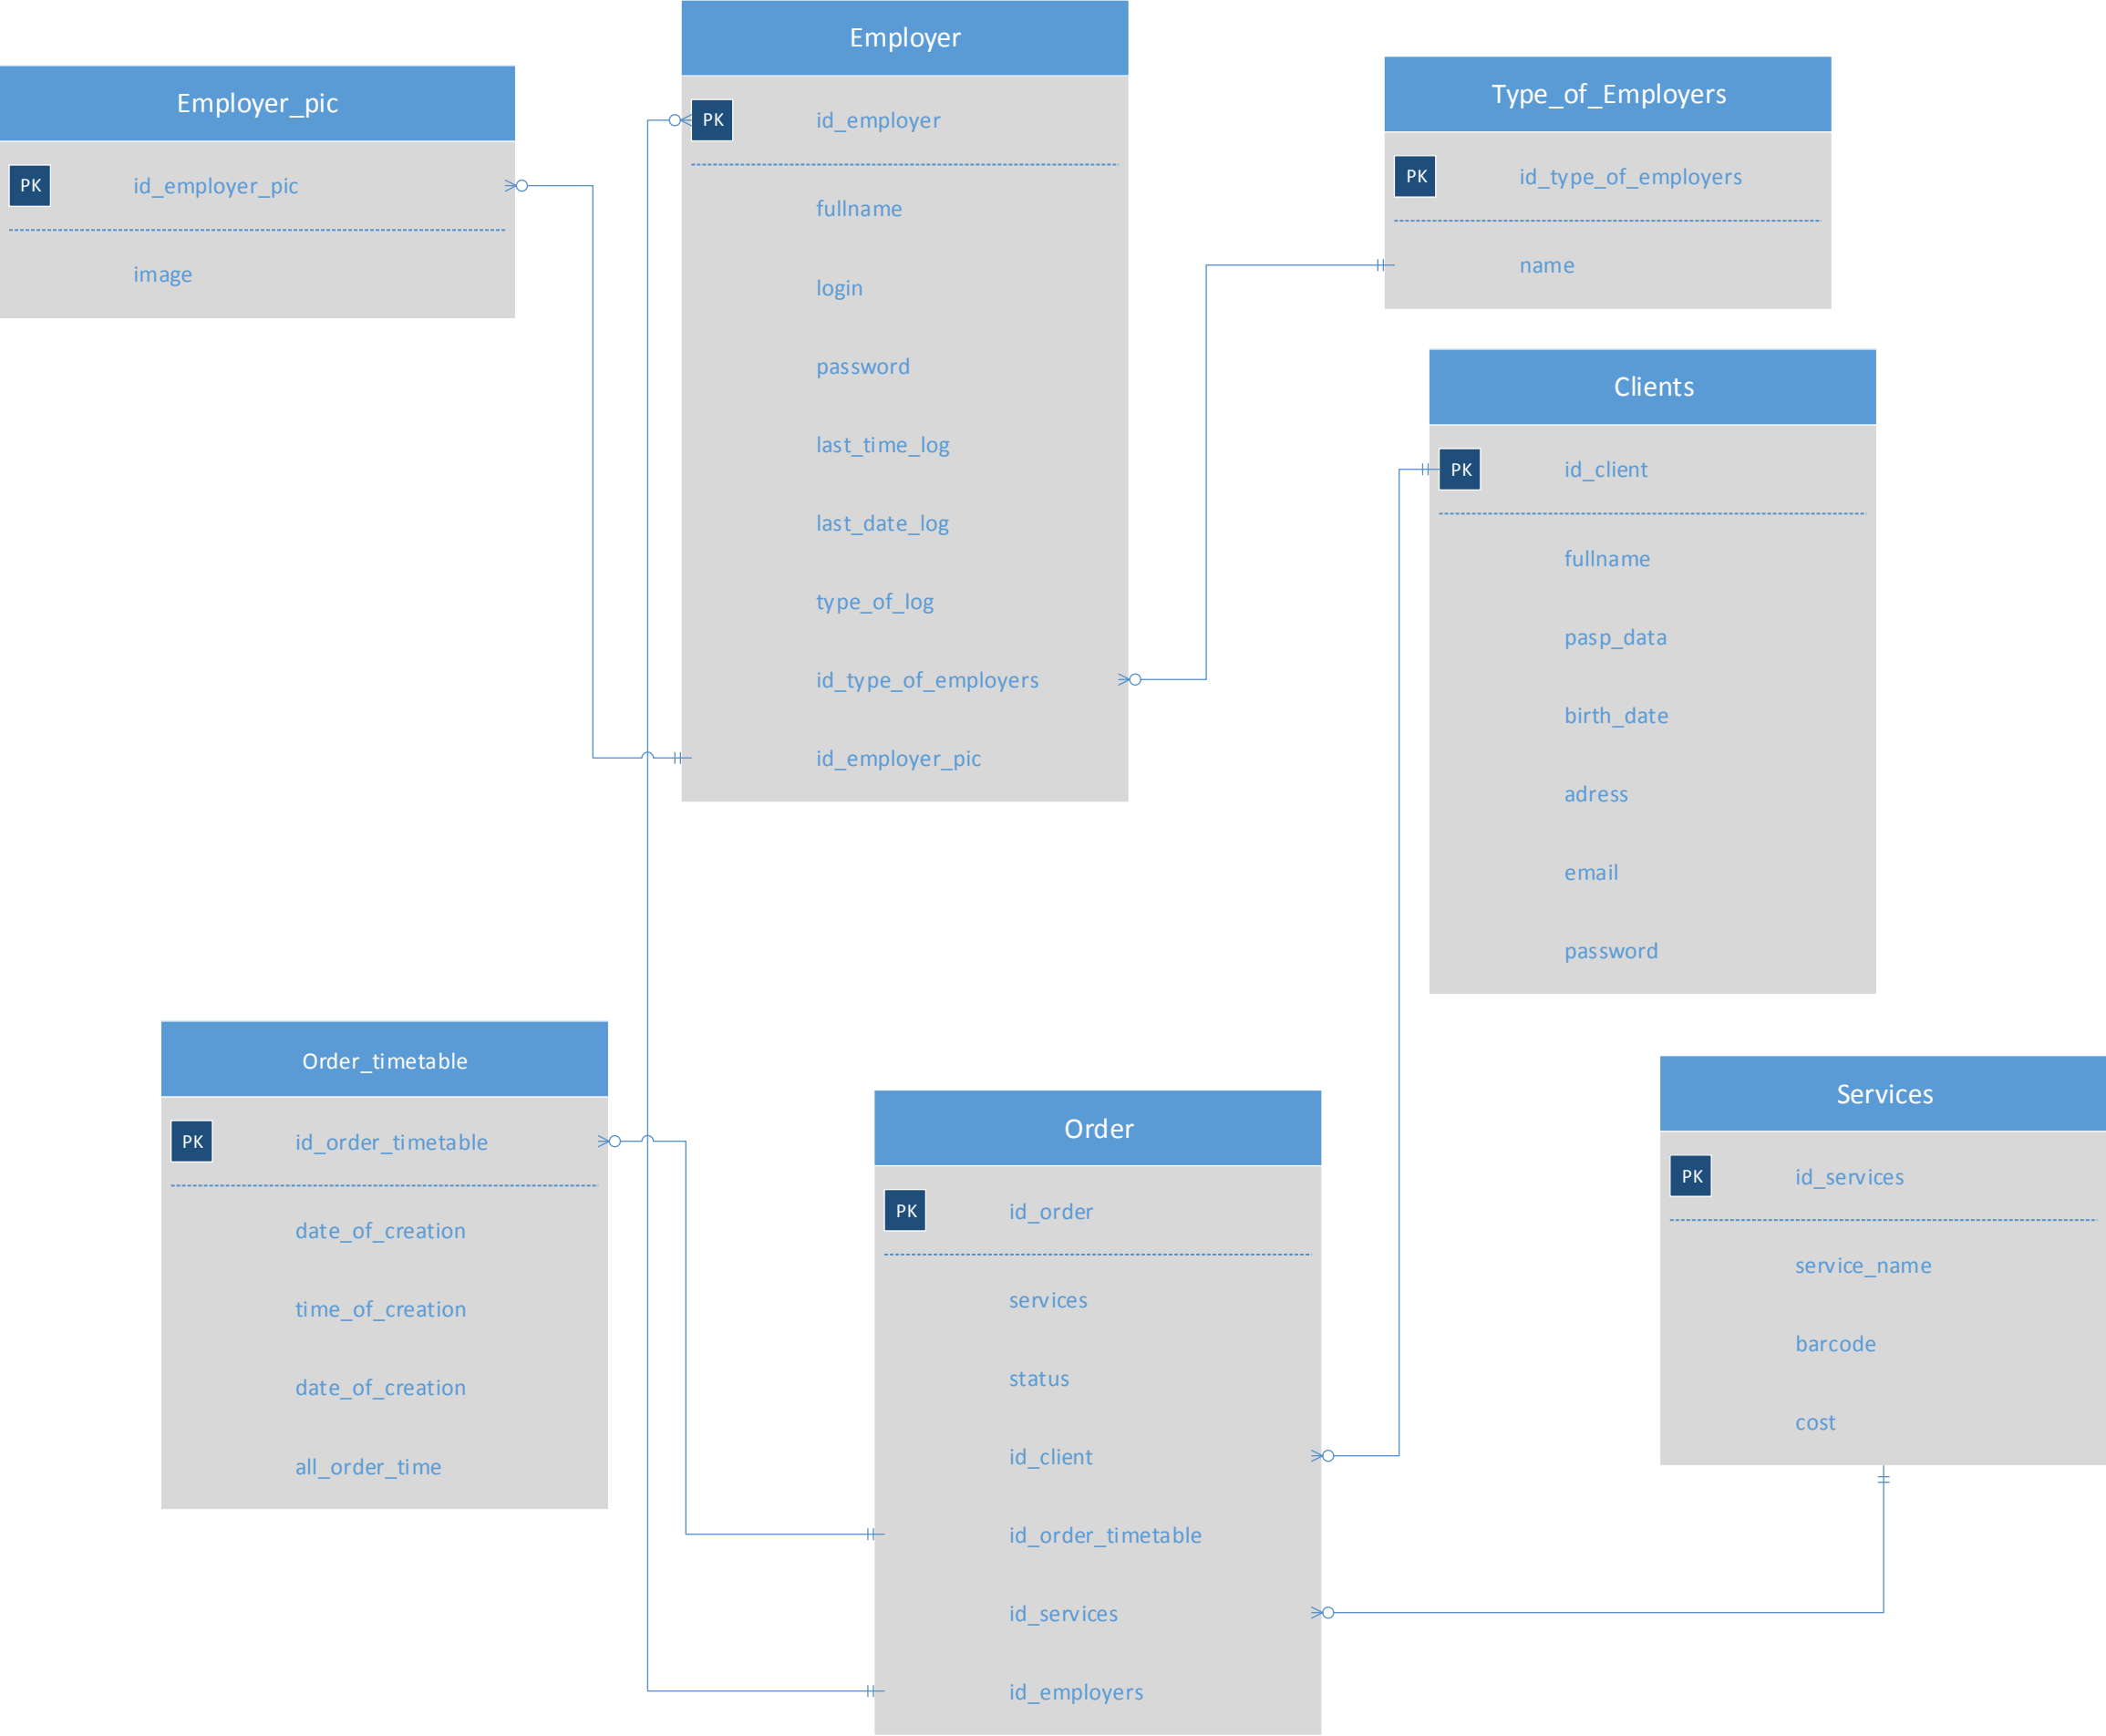 Employer_pic
PK id_employer_pic
image
Employer
PK id_employer
fullname
login
password
last_time_log
last_date_log
type_of_log
id_type_of_employers
id_employer_pic
Type_of_Employers
PK id_type_of_employers
name
Clients
PK id_client
fullname
pasp_data
birth_date
adress
email
password
Order_timetable
PK id_order_timetable
date_of_creation
time_of_creation
date_of_creation
all_order_time
Order
PK id_order
services
status
id_client
id_order_timetable
id_services
id_employers
Services
PK id_services
service_name
barcode
cost